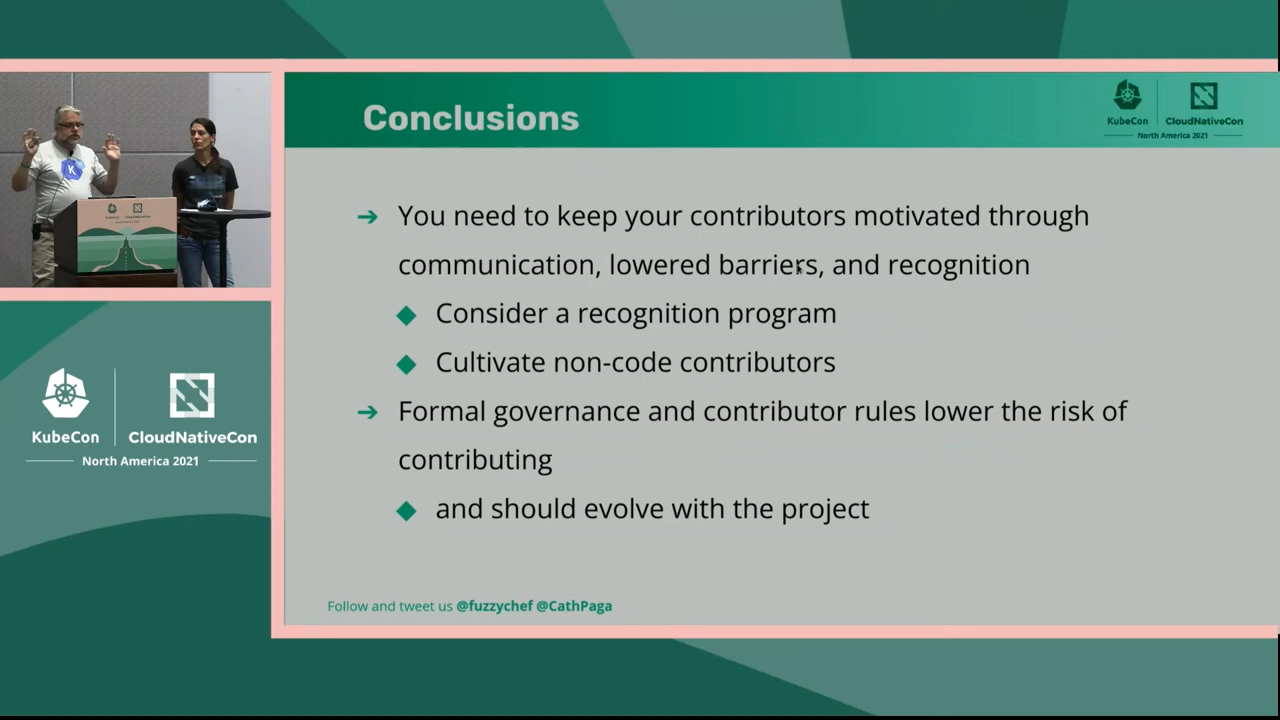 Conclusions
KubeCon
CloudNativeCon
North America 2021
➔ You need to keep your contributors motivated through
communication, lowered barriers, and recognition
◆ Consider a recognition program
◆ Cultivate non-code contributors
➔ Formal governance and contributor rules lower the risk of
contributing
◆ and should evolve with the project
Follow and tweet us @fuzzychef @CathPaga
K
KubeCon
CloudNativeCon
North America 2021